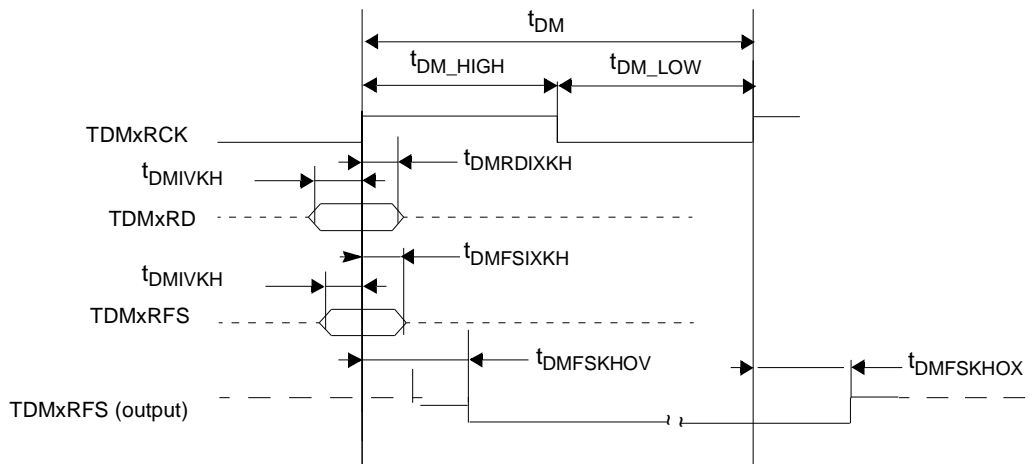 tDM
tDM_HIGH
tDM_LOW
TDMxRCK
tDMIVKH
tDMRDIXKH
TDMxRD
tDMIVKH
tDMFSIXKH
TDMxRFS
tDMFSKHOV
tDMFSKHOX
TDMxRFS (output)